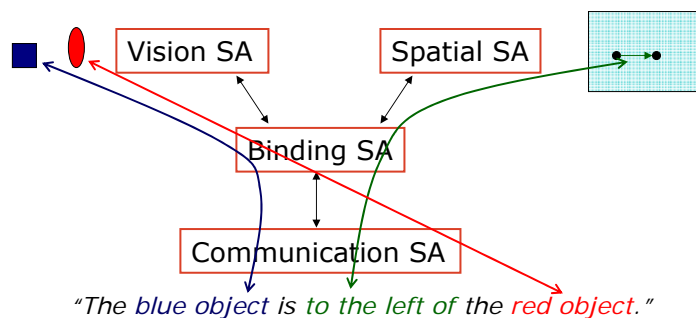 Vision SA
Spatial SA
Binding SA
Communication SA
“The blue object is to the left of the red object.”